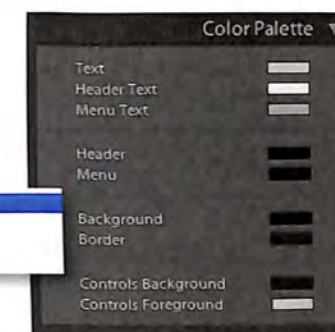 Color Palette
Text
Header Text
Menu Text
Header
Menu
Background
Border
Controls Background
Controls Foreground